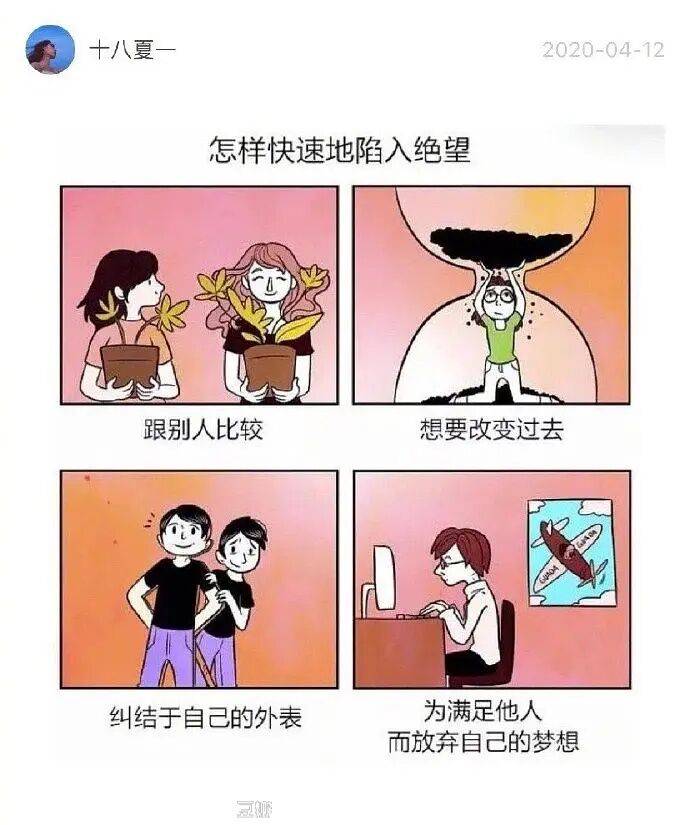 十八夏一
2020-04-12
怎样快速地陷入绝望
跟别人比较
想要改变过去
纠结于自己的外表
为满足他人
而放弃自己的梦想